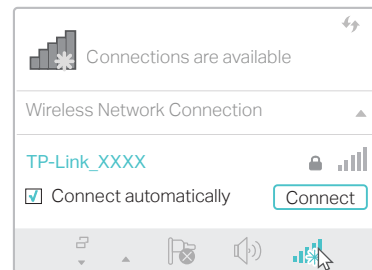 Connections are available
Wireless Network Connection
TP-Link_XXXX
Connect automatically
Connect